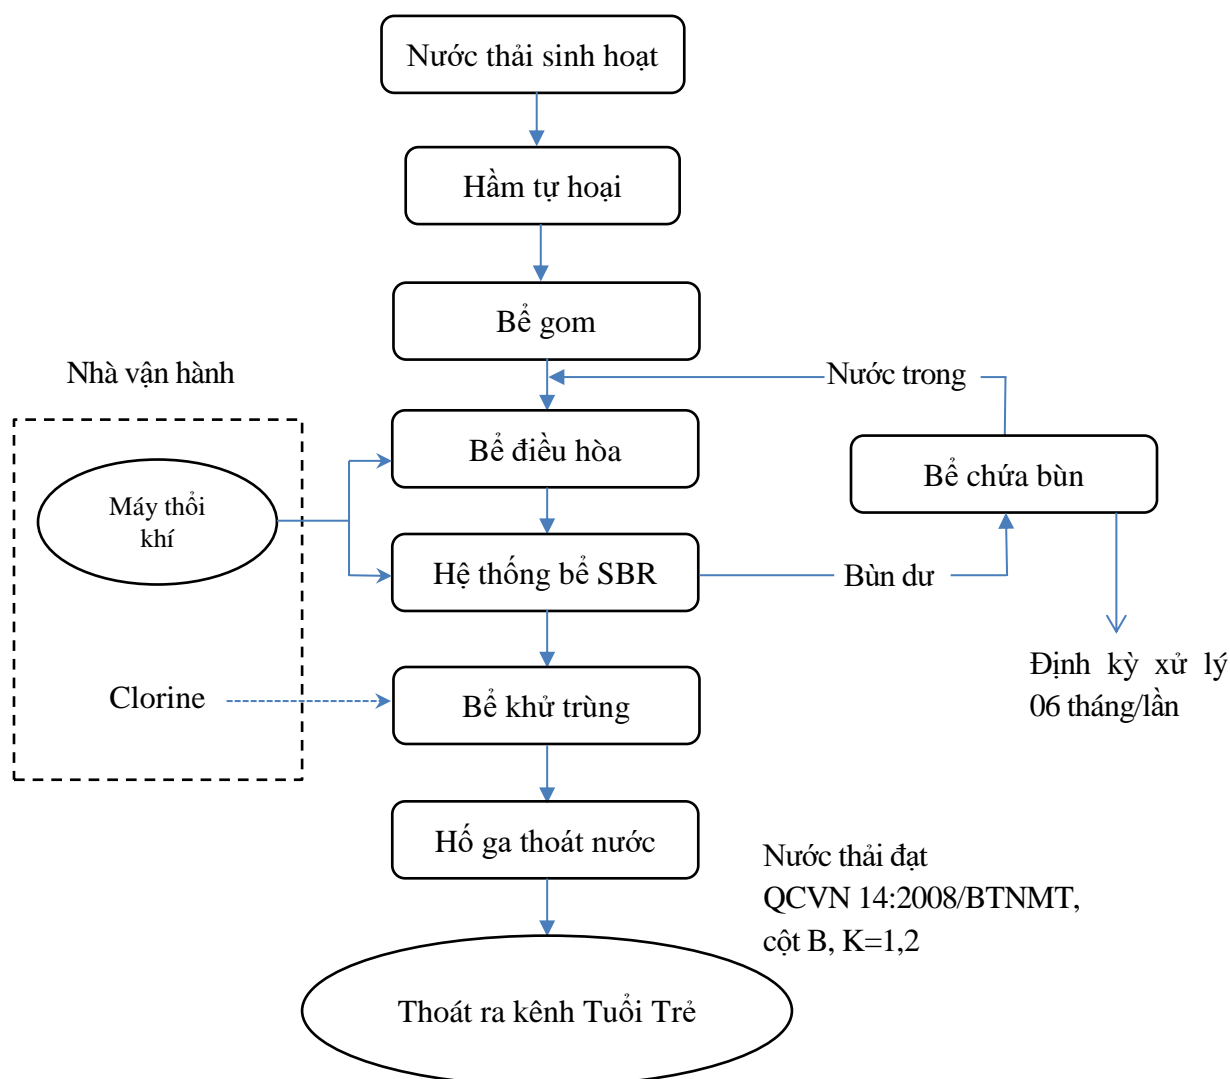 Nước thải sinh hoạt
Hầm tự hoại
Bể gom
Nhà vận hành
Nước trong
Bể điều hòa
Bể chứa bùn
Máy thổi
khí
Hệ thống bể SBR
Bùn dư
Định kỳ xử lý
06 tháng/lần
Clorine
Bể khử trùng
Hố ga thoát nước
Nước thải đạt
QCVN 14:2008/BTNMT,
cột B, K=1,2
Thoát ra kênh Tuổi Trẻ